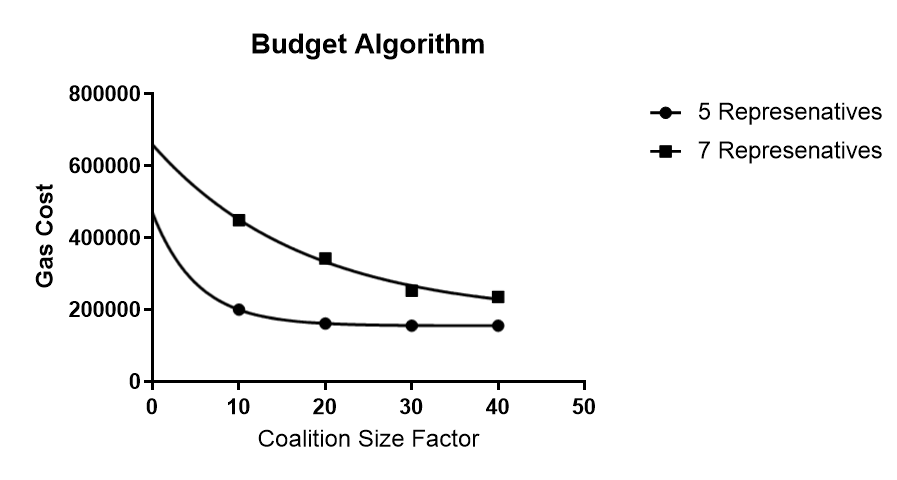 Budget Algorithm
800000
600000
400000
200000
0
Gas Cost
0 10 20 30 40 50
Coalition Size Factor
5 Represenatives
7 Represenatives